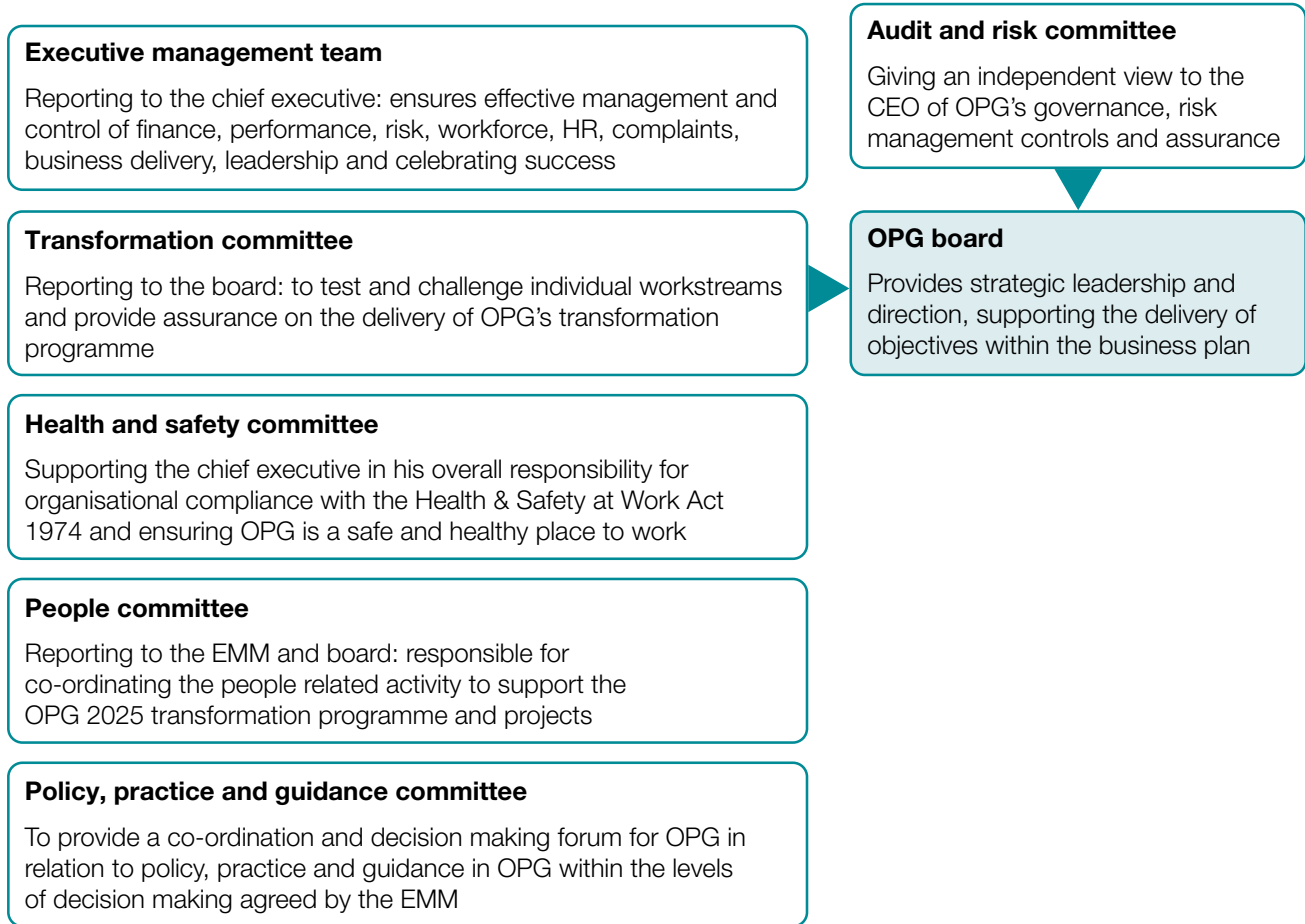 Executive management team
Reporting to the chief executive: ensures effective management and
control of finance, performance, risk, workforce, HR, complaints,
business delivery, leadership and celebrating success
Transformation committee
Reporting to the board: to test and challenge individual workstreams
and provide assurance on the delivery of OPG's transformation
programme
Health and safety committee
Supporting the chief executive in his overall responsibility for
organisational compliance with the Health & Safety at Work Act
1974 and ensuring OPG is a safe and healthy place to work
People committee
Reporting to the EMM and board: responsible for
co-ordinating the people related activity to support the
OPG 2025 transformation programme and projects
Policy, practice and guidance committee
To provide a co-ordination and decision making forum for OPG in
relation to policy, practice and guidance in OPG within the levels
of decision making agreed by the EMM
Audit and risk committee
Giving an independent view to the
CEO of OPG's governance, risk
management controls and assurance
OPG board
Provides strategic leadership and
direction, supporting the delivery of
objectives within the business plan